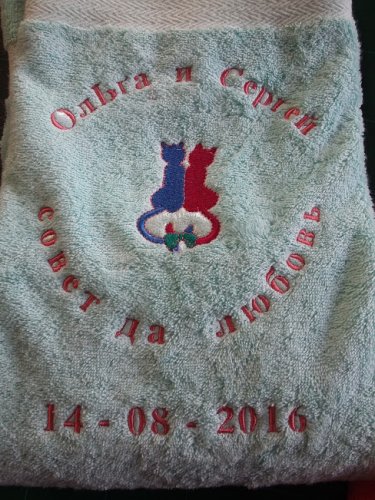 Ольга и Сергей
совет да любовь
14 - 08 - 2016